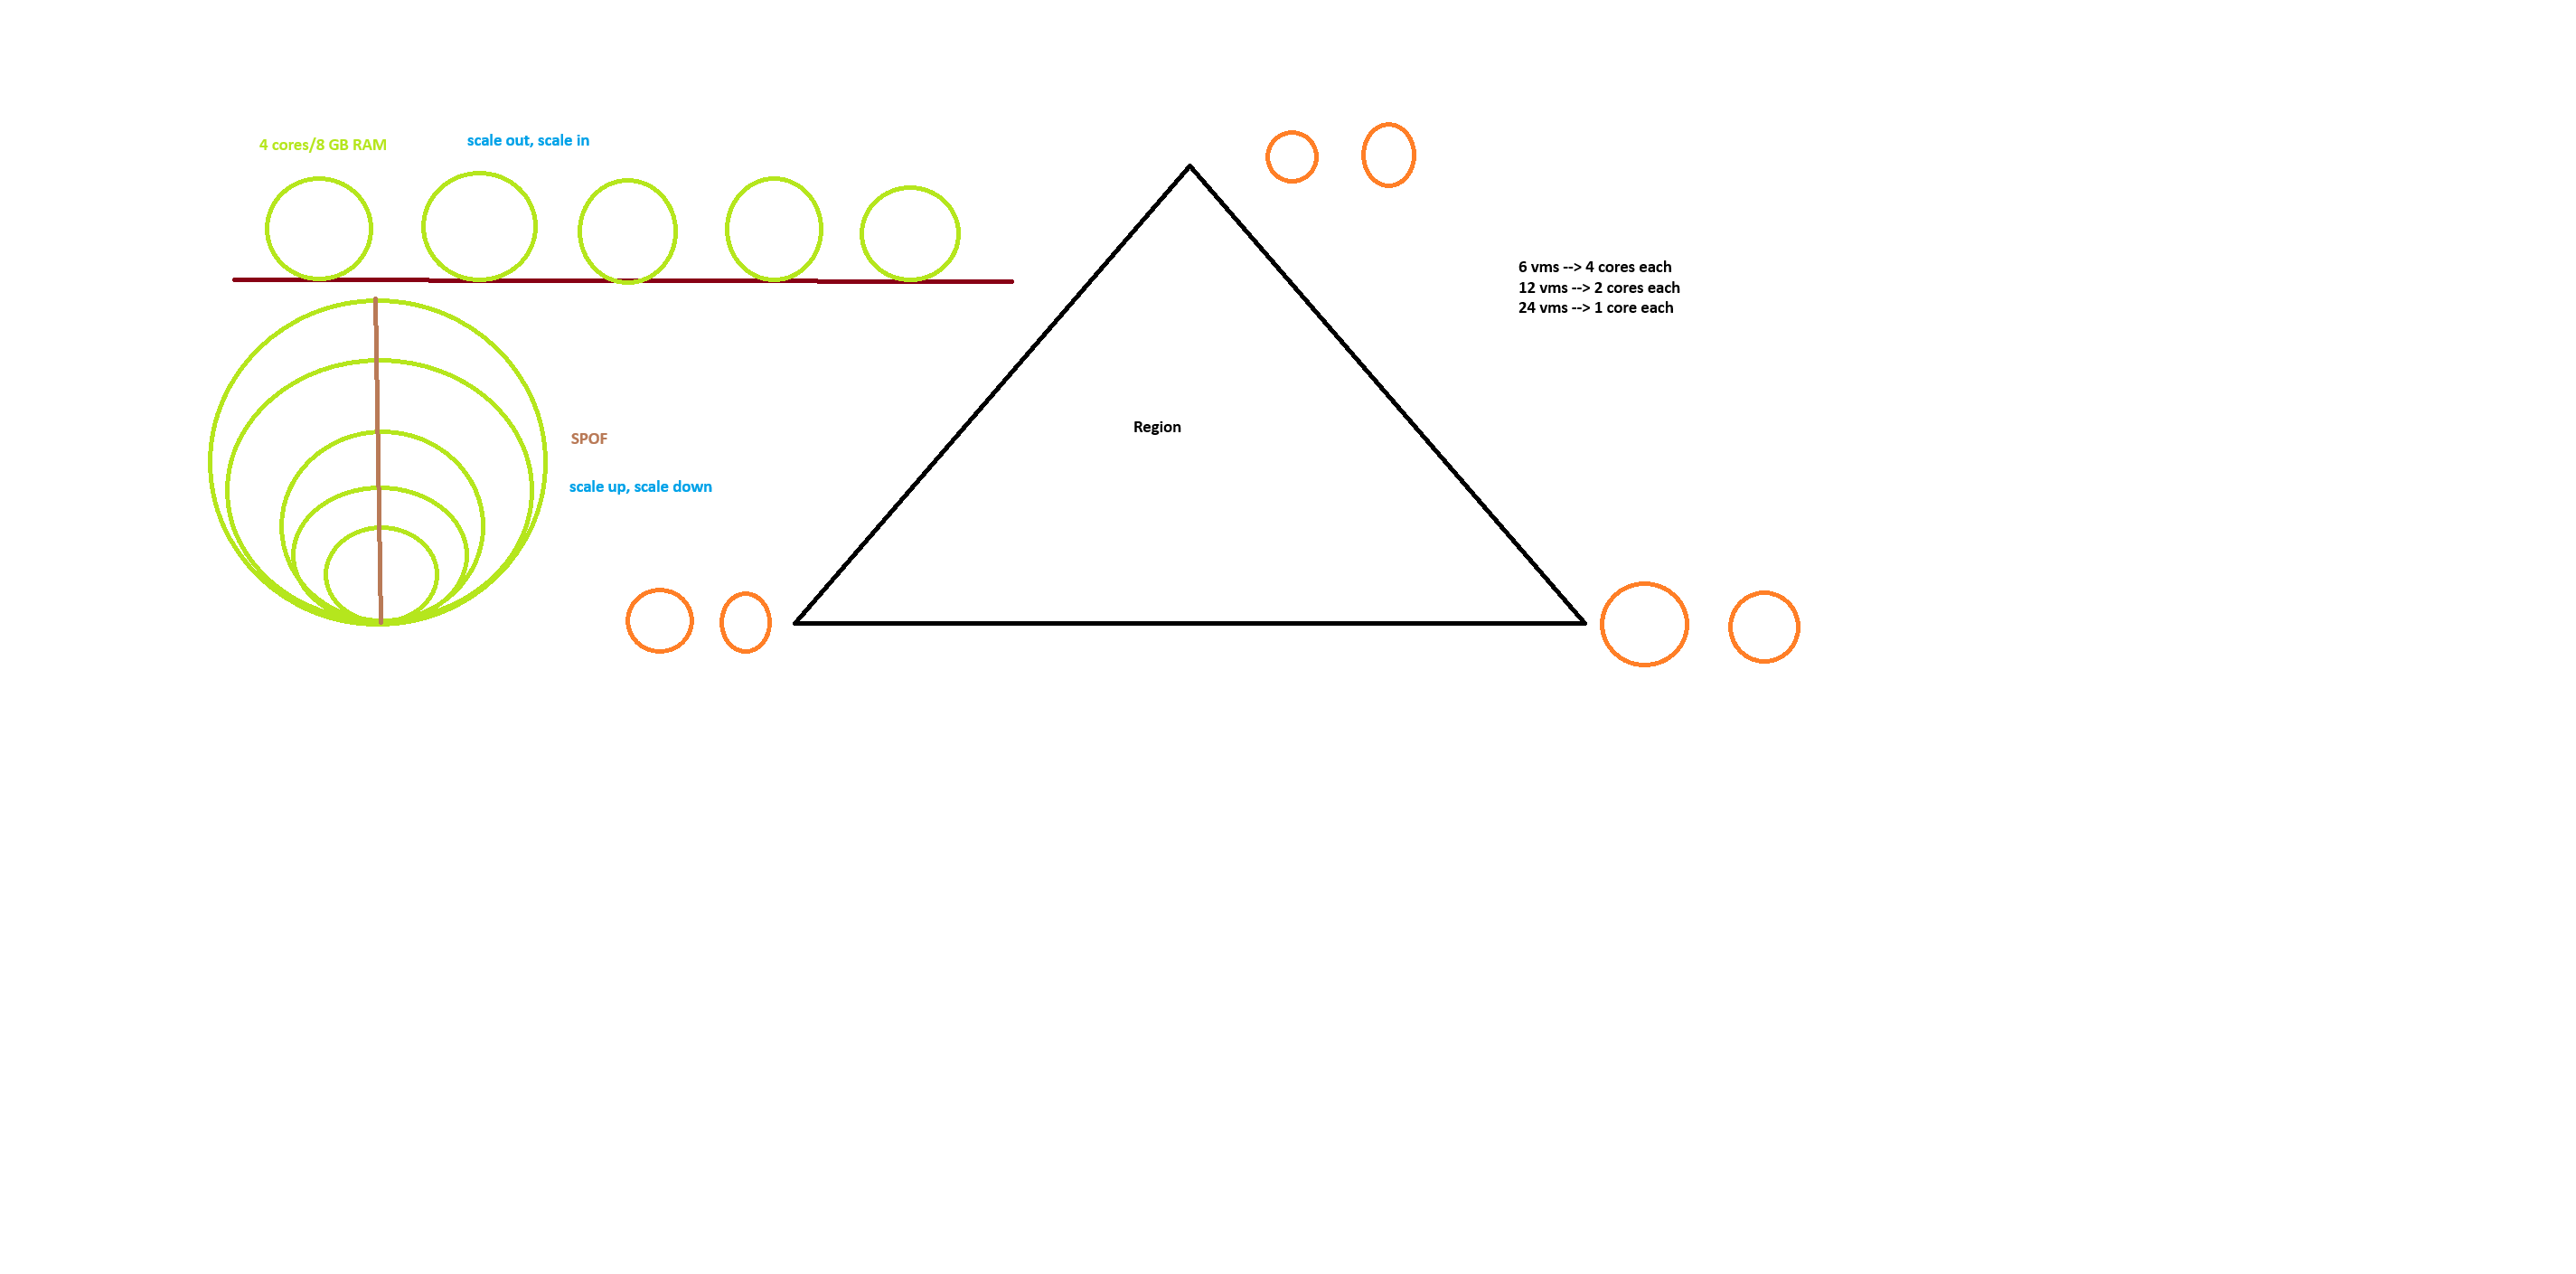 4 cores/8 GB RAM
scale out, scale in
SPOF
scale up, scale down
Region
6 vms --> 4 cores each
12 vms --> 2 cores each
24 vms --> 1 core each